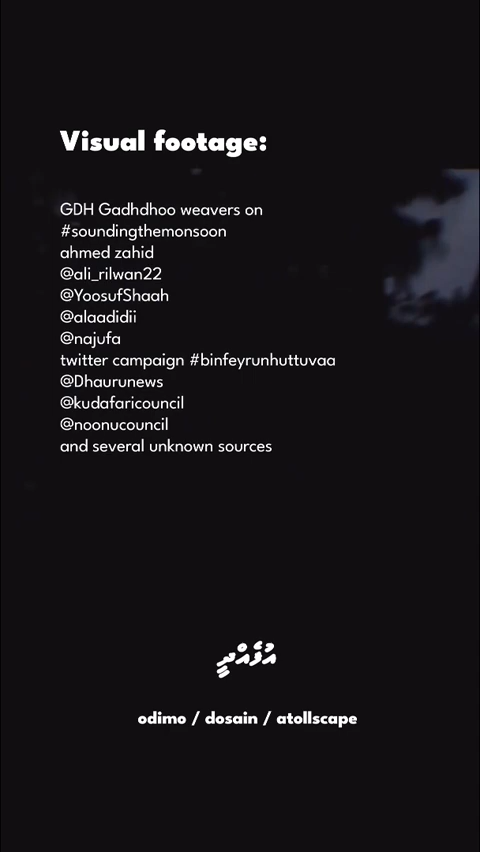 Visual footage:
GDH Gadhdhoo weavers on
#soundingthemonsoon
ahmed zahid
@ali_rilwan22
@YoosufShaah
@alaadidii
@najufa
twitter campaign #binfeyrunhuttuvaa
@Dhaurunews
@kudafaricouncil
@noonucouncil
and several unknown sources
އުފެއްދީ
odimo / dosain / atollscape